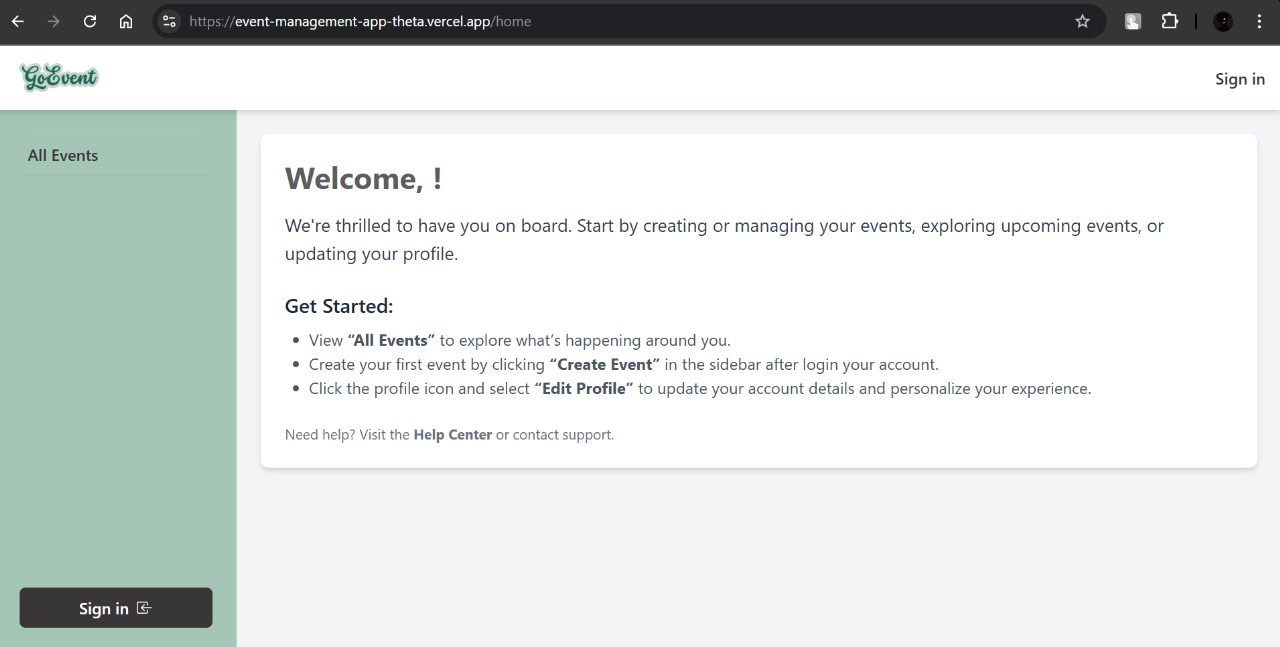 https://event-management-app-theta.vercel.app/home
GoEvent
Sign in
All Events
Welcome, !
We're thrilled to have you on board. Start by creating or managing your events, exploring upcoming events, or
updating your profile.
Get Started:
• View “All Events” to explore what’s happening around you.
• Create your first event by clicking “Create Event” in the sidebar after login your account.
• Click the profile icon and select “Edit Profile” to update your account details and personalize your experience.
Need help? Visit the Help Center or contact support.
Sign in